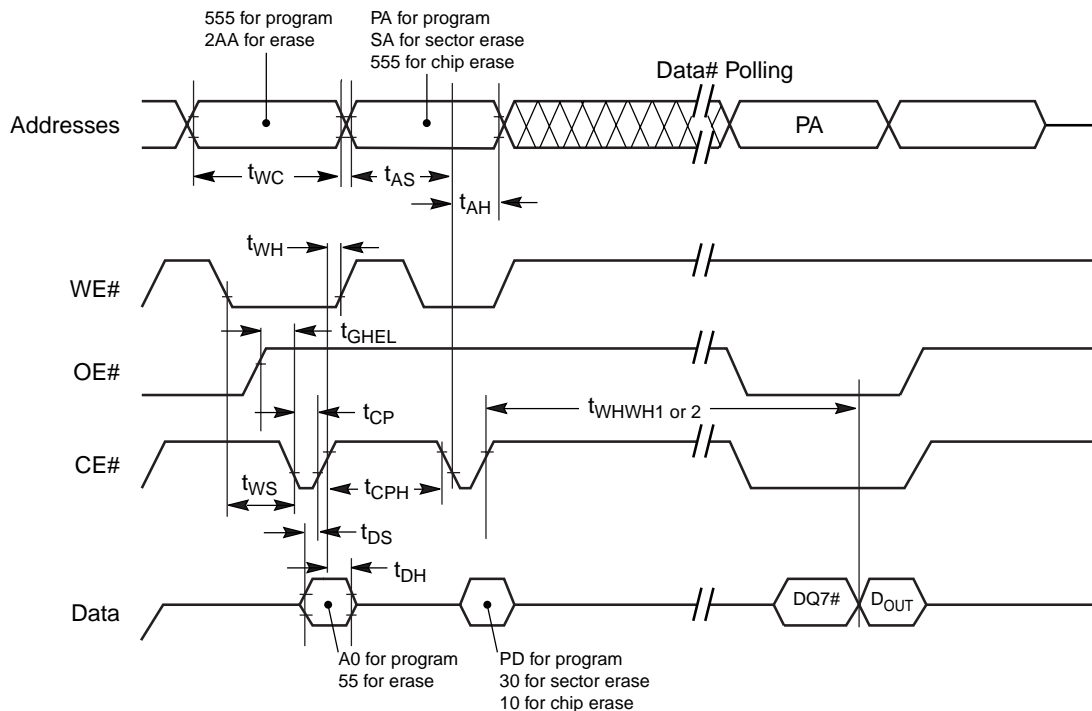 555 for program
2AA for erase
PA for program
SA for sector erase
555 for chip erase
Data# Polling
Addresses
PA
tWC
tAS
tAH
tWH
WE#
tGHEL
OE#
tCP
tWHWH1 or 2
CE#
tWS
tCPH
tDS
tDH
Data
DQ7#
DOUT
A0 for program
55 for erase
PD for program
30 for sector erase
10 for chip erase